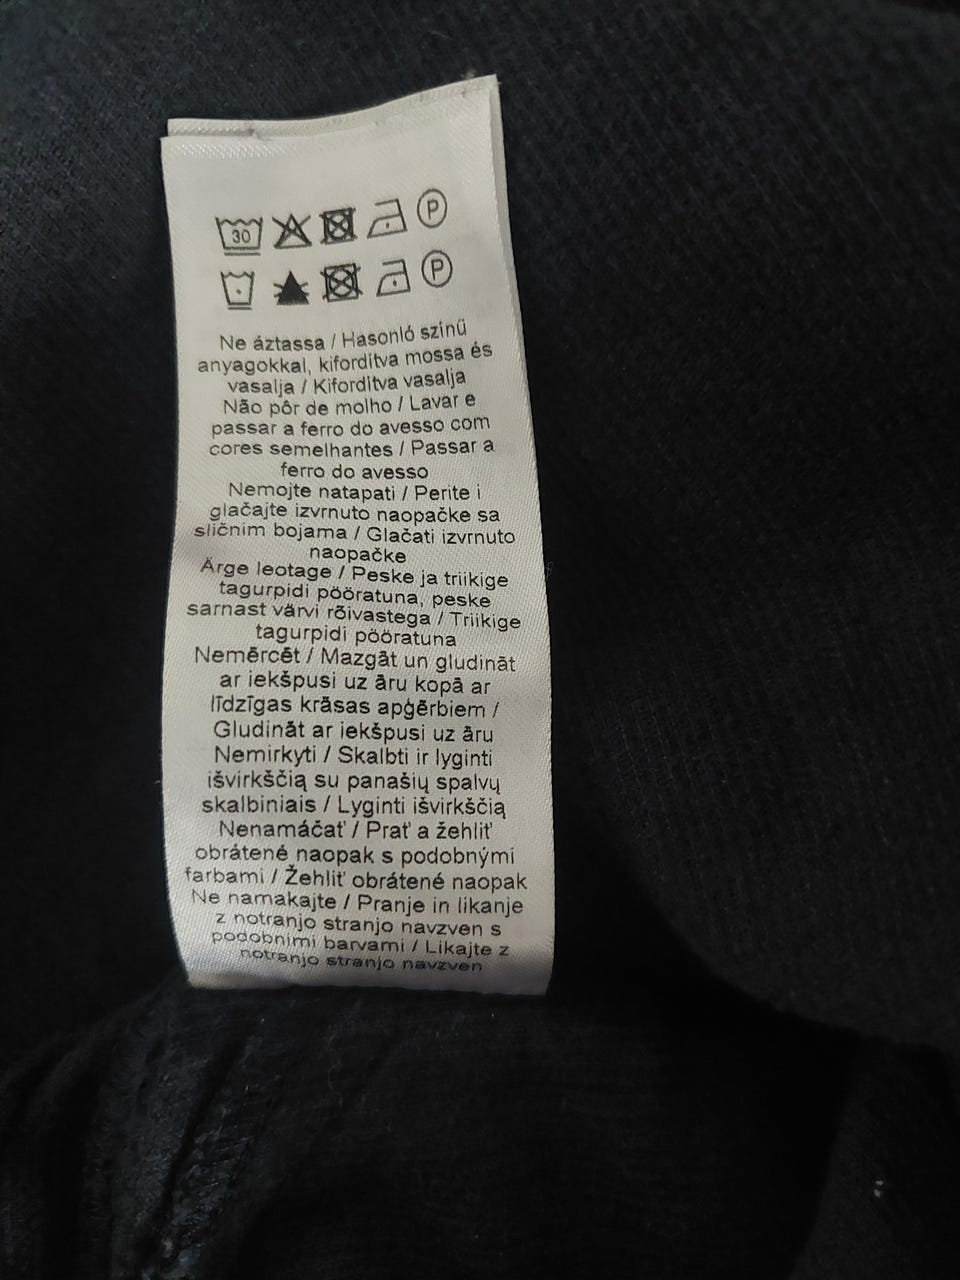 30 P
P
Ne áztassa / Hasonló színű
anyagokkal, kifordítva mossa és
vasalja / Kifordítva vasalja
Não pôr de molho / Lavar e
passar a ferro do avesso com
cores semelhantes / Passar a
ferro do avesso
Nemojte natapati / Perite i
glačajte izvrnuto naopačke sa
sličnim bojama / Glačati izvrnuto
naopačke
Ärge leotage / Peske ja triikige
tagurpidi pööratuna, peske
sarnast värvi rõivastega / Triikige
tagurpidi pööratuna
Nemērcēt / Mazgāt un gludināt
ar iekšpusi uz āru kopā ar
līdzīgas krāsas apģērbiem /
Gludināt ar iekšpusi uz āru
Nemirkyti / Skalbti ir lyginti
išvirkščią su panašių spalvų
skalbiniais / Lyginti išvirkščią
Nenamáčať / Prať a žehliť
obrátené naopak s podobnými
farbami / Žehliť obrátené naopak
Ne namakajte / Pranje in likanje
z notranjo stranjo navzven s
podobnimi barvami / Likajte z
notranjo stranjo navzven